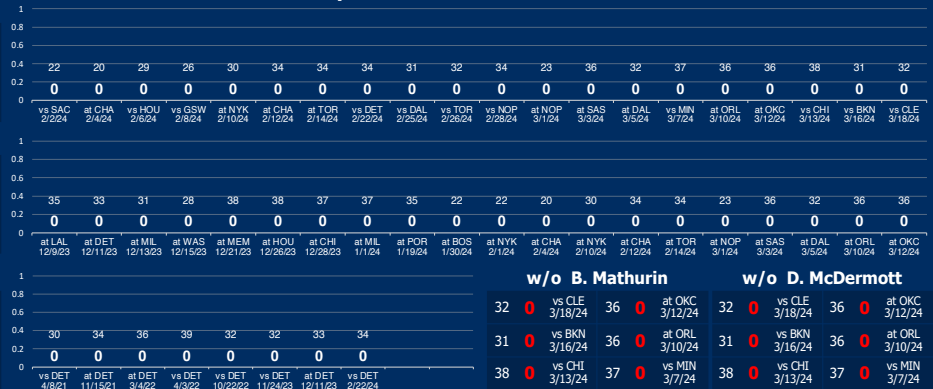 1
0.8
0.6
0.4
0.2
0
22 20 29 26 30 34 34 34 31 32 34 23 36 32 37 36 36 38 31 32
0 0 0 0 0 0 0 0 0 0 0 0 0 0 0 0 0 0 0 0
vs SAC at CHA vs HOU vs GSW at NYK at CHA at TOR vs DET vs DAL vs TOR vs NOP at NOP at SAS at DAL vs MIN at ORL at OKC vs CHI vs BKN vs CLE
2/2/24 2/4/24 2/6/24 2/8/24 2/10/24 2/12/24 2/14/24 2/22/24 2/25/24 2/26/24 2/28/24 3/1/24 3/3/24 3/5/24 3/7/24 3/10/24 3/12/24 3/13/24 3/16/24 3/18/24
1
0.8
0.6
0.4
0.2
0
35 33 31 28 38 38 37 37 35 22 22 20 30 34 34 23 36 32 36 36
0 0 0 0 0 0 0 0 0 0 0 0 0 0 0 0 0 0 0 0
at LAL at DET at MIL at WAS at MEM at HOU at CHI at MIL at POR at BOS at NYK at CHA at NYK at CHA at TOR at NOP at SAS at DAL at ORL at OKC
12/9/23 12/11/23 12/13/23 12/15/23 12/21/23 12/26/23 12/28/23 1/1/24 1/19/24 1/30/24 2/1/24 2/4/24 2/10/24 2/12/24 2/14/24 3/1/24 3/3/24 3/5/24 3/10/24 3/12/24
1
0.8
0.6
0.4
0.2
0
30 34 36 39 32 32 33 34
0 0 0 0 0 0 0 0
vs DET at DET at DET vs DET vs DET vs DET at DET vs DET
4/8/21 11/15/21 3/4/22 4/3/22 10/22/22 11/24/23 12/11/23 2/22/24
w/o B. Mathurin
32 0 vs CLE 3/18/24 36 0 at OKC 3/12/24
31 0 vs BKN 3/16/24 36 0 at ORL 3/10/24
38 0 vs CHI 3/13/24 37 0 vs MIN 3/7/24
w/o D. McDermott
32 0 vs CLE 3/18/24 36 0 at OKC 3/12/24
31 0 vs BKN 3/16/24 36 0 at ORL 3/10/24
38 0 vs CHI 3/13/24 37 0 vs MIN 3/7/24